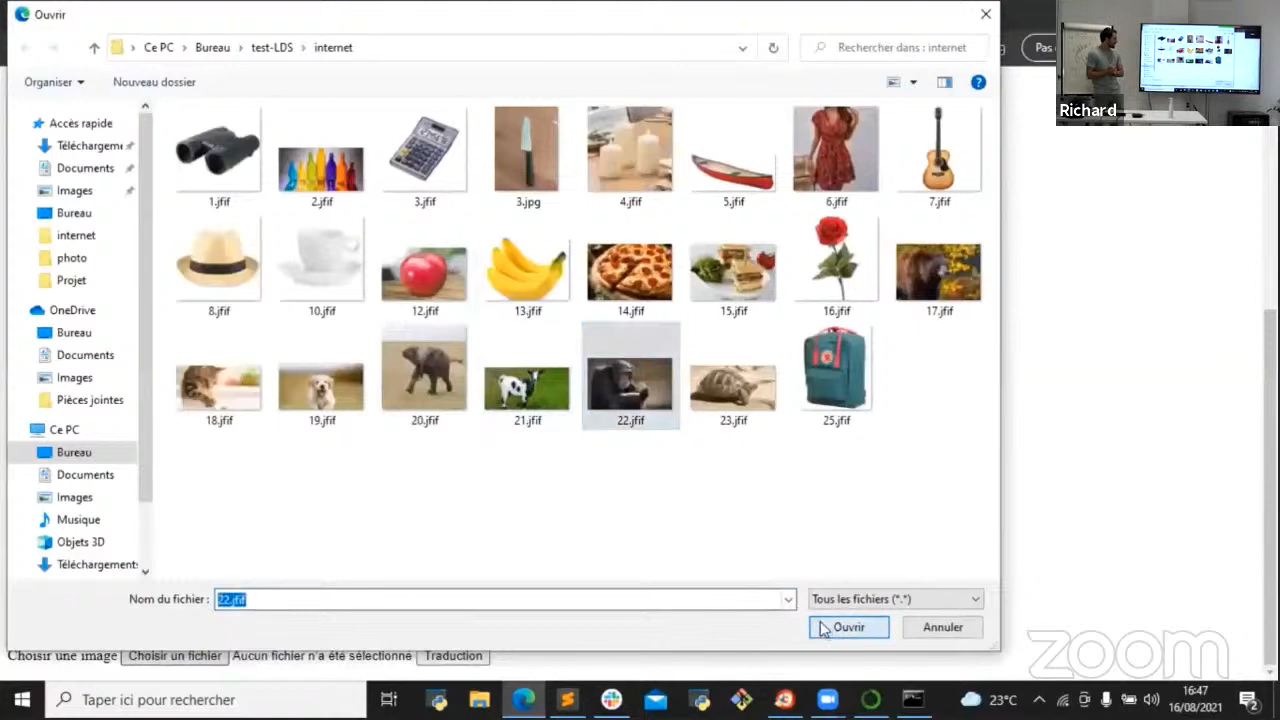 Ouvrir
Ce PC > Bureau > test-LDS > internet
Rechercher dans : internet
Pas
Richard
Organiser
Nouveau dossier
Accès rapide
Téléchargeme
Documents
Images
Bureau
internet
photo
Projet
OneDrive
Bureau
Documents
Images
Pièces jointes
Ce PC
Bureau
Documents
Images
Musique
Objets 3D
Téléchargements
1.jfif
2.jfif
3.jfif
3.jpg
4.jfif
5.jfif
6.jfif
7.jfif
8.jfif
10.jfif
12.jfif
13.jfif
14.jfif
15.jfif
16.jfif
17.jfif
18.jfif
19.jfif
20.jfif
21.jfif
22.jfif
23.jfif
25.jfif
Nom du fichier : 22.jfif
Tous les fichiers (*.*)
Ouvrir
Annuler
Choisir une image Choisir un fichier Aucun fichier n'a été sélectionné Traduction
zoom
Taper ici pour rechercher
23°C
16:47
16/08/2021
2